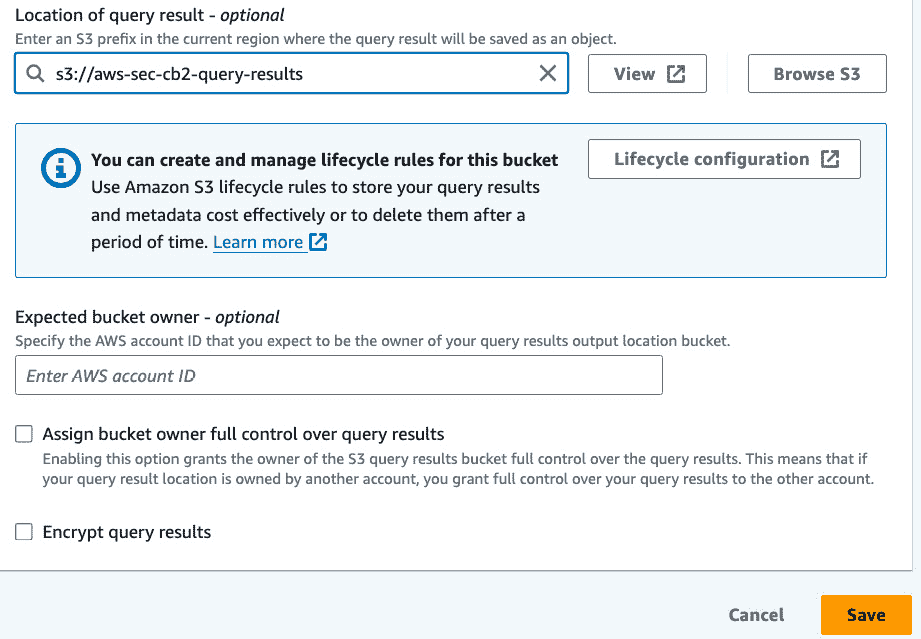 Location of query result - optional
Enter an S3 prefix in the current region where the query result will be saved as an object.
s3://aws-sec-cb2-query-results
View
Browse S3
You can create and manage lifecycle rules for this bucket
Lifecycle configuration
Use Amazon S3 lifecycle rules to store your query results
and metadata cost effectively or to delete them after a
period of time. Learn more
Expected bucket owner - optional
Specify the AWS account ID that you expect to be the owner of your query results output location bucket.
Enter AWS account ID
Assign bucket owner full control over query results
Enabling this option grants the owner of the S3 query results bucket full control over the query results. This means that if
your query result location is owned by another account, you grant full control over your query results to the other account.
Encrypt query results
Cancel
Save